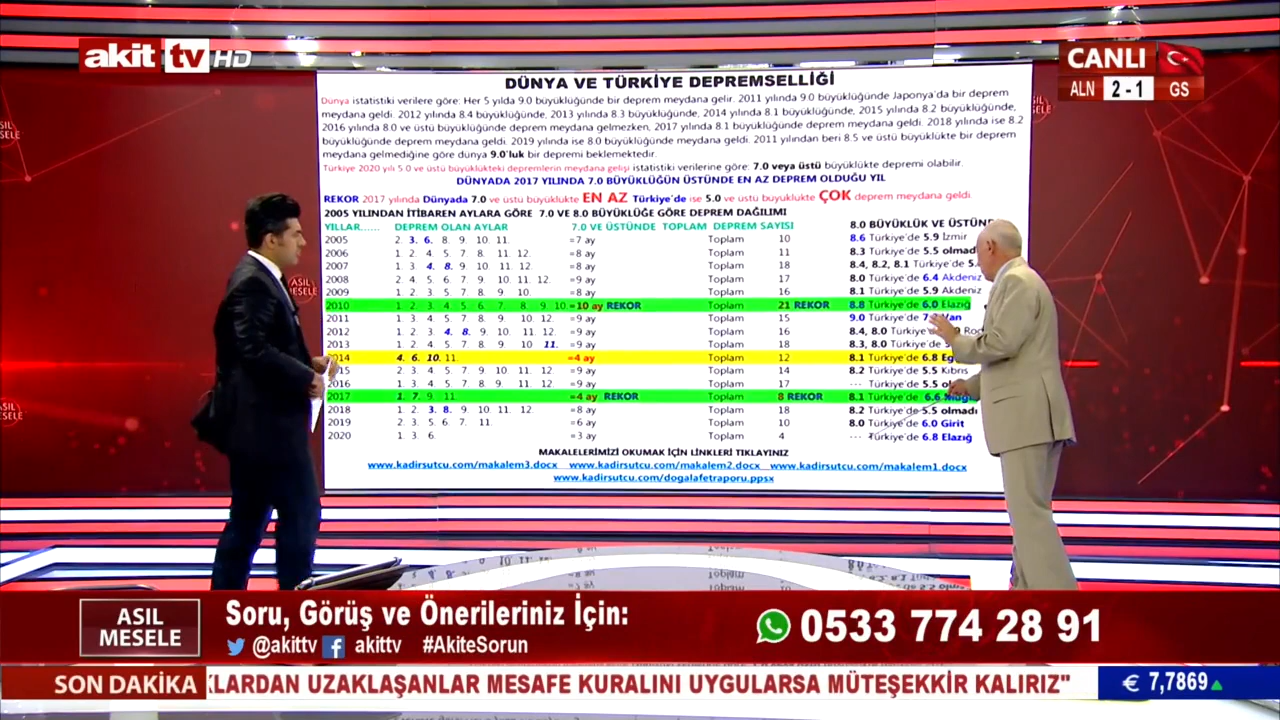 akit tv HD
CANLI
ALN 2 - 1 GS
DÜNYA VE TÜRKİYE DEPREMSELLİĞİ
Dünya istatistiki verilere göre: Her 5 yılda 9.0 büyüklüğünde bir deprem meydana gelir. 2011 yılında 9.0 büyüklüğünde Japonya'da bir deprem
meydana geldi. 2012 yılında 8.4 büyüklüğünde, 2013 yılında 8.3 büyüklüğünde, 2014 yılında 8.1 büyüklüğünde, 2015 yılında 8.2 büyüklüğünde,
2016 yılında 8.0 ve üstü büyüklüğünde deprem meydana gelmezken, 2017 yılında 8.1 büyüklüğünde deprem meydana geldi. 2018 yılında ise 8.2
büyüklüğünde deprem meydana geldi. 2019 yılında ise 8.0 büyüklüğünde meydana geldi. 2011 yılından beri 8.5 ve üstü büyüklükte bir deprem
meydana gelmediğine göre dünya 9.0'luk bir depremi beklemektedir.
Türkiye 2020 yılı 5.0 ve üstü büyüklükteki depremlerin meydana gelişi istatistiki verilerine göre: 7.0 veya üstü büyüklükte depremi olabilir.
DÜNYADA 2017 YILINDA 7.0 BÜYÜKLÜĞÜN ÜSTÜNDE EN AZ DEPREM OLDUĞU YIL
REKOR 2017 yılında Dünyada 7.0 ve üstü büyüklükte EN AZ Türkiye'de ise 5.0 ve üstü büyüklükte ÇOK deprem meydana geldi
2005 YILINDAN İTİBAREN AYLARA GÖRE 7.0 VE 8.0 BÜYÜKLÜĞE GÖRE DEPREM DAĞILIMI 8.0 BÜYÜKLÜK VE ÜSTÜN
YILLAR...... DEPREM OLAN AYLAR 7.0 VE ÜSTÜNDE TOPLAM DEPREM SAYISI
2005 2. 3. 6. 8. 9. 10. 11. =7 ay Toplam 10 8.6 Türkiye'de 5.9 İzmir
2006 1. 2. 4. 5. 7. 8. 11. 12. =8 ay Toplam 11 8.3 Türkiye'de 5.5 olmad
2007 1. 3. 4. 8. 9. 10 11. 12. =8 ay Toplam 18 8.4, 8.2, 8.1 Türkiye'de 5.
2008 2. 4. 5. 6. 7. 9. 10. 11. 12. =9 ay Toplam 17 8.0 Türkiye'de 6.4 Akdeniz
2009 1. 2. 3. 5. 7. 8. 9. 10. =8 ay Toplam 16 8.1 Türkiye'de 5.9 Akdeniz
2010 1. 2. 3. 4. 5. 6. 7. 8. 9. 10. =10 ay REKOR Toplam 21 REKOR 8.8 Türkiye'de 6.0 Elazığ
2011 1. 3. 4. 5. 7. 8. 9. 10. 12. =9 ay Toplam 15 9.0 Türkiye'de 7. Van
2012 1. 2. 3. 4. 8. 9. 10. 11. 12. =9 ay Toplam 16 8.4, 8.0 Türkiye'de
2013 1. 2. 4. 5. 7. 8. 9. 10 11. =9 ay Toplam 18 8.3, 8.0 Türkiye'de
014 4. 6. 10. 11. =4 ay Toplam 12 8.1 Türkiye'de 6.8 Eg
15 2. 3. 4. 5. 7. 9. 10. 11. 12. =9 ay Toplam 14 8.2 Türkiye'de 5.5 Kıbrıs
2016 1. 3. 4. 5. 7. 8. 9. 11. 12. =9 ay Toplam 17 --- Türkiye'de 5.5 ol
2017 1. 7. 9. 11. =4 ay REKOR Toplam 8 REKOR 8.1 Türkiye'de 6.6 Muğla
2018 1. 2. 3. 8. 9. 10. 11. 12. =8 ay Toplam 18 8.2 Türkiye'de 5.5 olmadı
2019 2. 3. 5. 6. 7. 11. =6 ay Toplam 10 8.0 Türkiye'de 6.0 Girit
2020 1. 3. 6. =3 ay Toplam 4 --- Türkiye'de 6.8 Elazığ
MAKALELERİMİZİ OKUMAK İÇİN LİNKLERİ TIKLAYINIZ
www.kadirsutcu.com/makalem3.docx www.kadirsutcu.com/makalem2.docx www.kadirsutcu.com/makalem1.docx
www.kadirsutcu.com/dogalafetraporu.ppsx
ASIL MESELE
Soru, Görüş ve Önerileriniz İçin:
@akittv akittv #AkiteSorun
0533 774 28 91
SON DAKİKA KLARDAN UZAKLAŞANLAR MESAFE KURALINI UYGULARSA MÜTEŞEKKİR KALIRIZ" € 7,7869